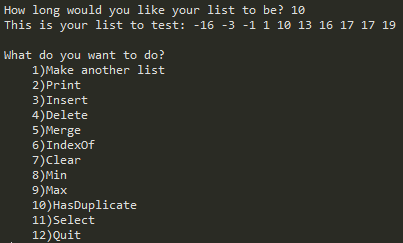 How long would you like your list to be? 10
This is your list to test: -16 -3 -1 1 10 13 16 17 17 19
What do you want to do?
1)Make another list
2)Print
3)Insert
4)Delete
5)Merge
6)IndexOf
7)Clear
8)Min
9)Max
10)HasDuplicate
11)Select
12)Quit